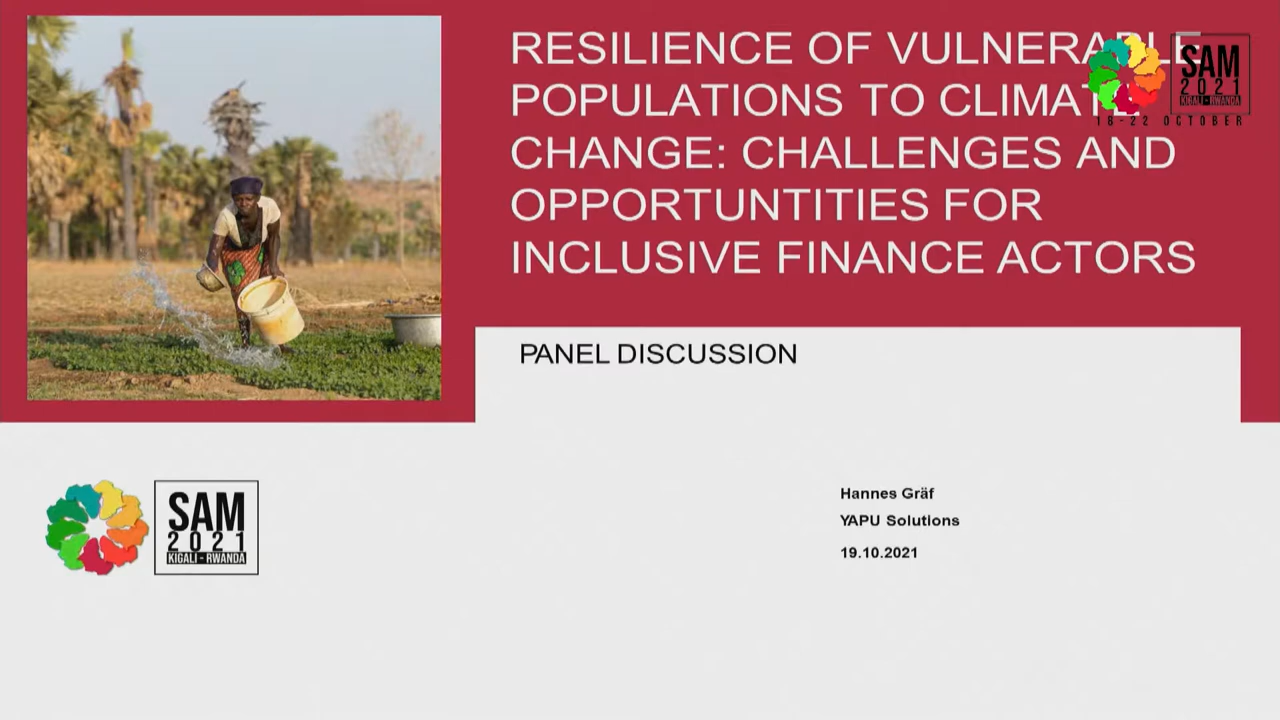 RESILIENCE OF VULNERABLE
POPULATIONS TO CLIMATE
CHANGE: CHALLENGES AND
OPPORTUNTITIES FOR
INCLUSIVE FINANCE ACTORS
SAM
2021
KIGALI - RWANDA
18-22 OCTOBER
PANEL DISCUSSION
SAM
2021
KIGALI - RWANDA
Hannes Gräf
YAPU Solutions
19.10.2021